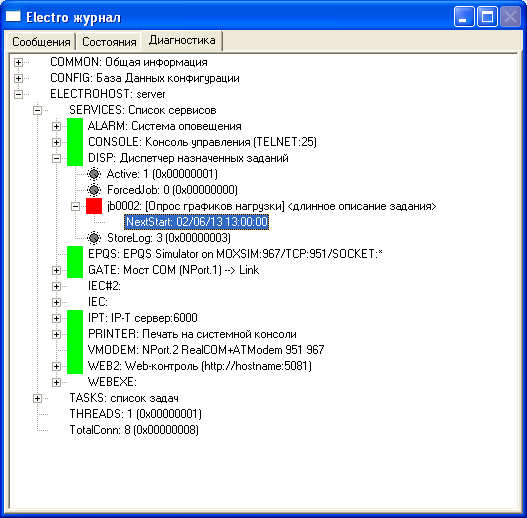 Electro журнал
Сообщения Состояния Диагностика
COMMON: Общая информация
CONFIG: База Данных конфигурации
ELECTROHOST: server
SERVICES: Список сервисов
ALARM: Система оповещения
CONSOLE: Консоль управления (TELNET:25)
DISP: Диспетчер назначенных заданий
Active: 1 (0x00000001)
ForcedJob: 0 (0x00000000)
jb0002: [Опрос графиков нагрузки] <длинное описание задания>
NextStart: 02/06/13 13:00:00
StoreLog: 3 (0x00000003)
EPQS: EPQS Simulator on MOXSIM:967/TCP:951/SOCKET:*
GATE: Мост COM (NPort.1) --> Link
IEC#2:
IEC:
IPT: IP-T сервер:6000
PRINTER: Печать на системной консоли
VMODEM: NPort.2 RealCOM+ATModem 951 967
WEB2: Web-контроль (http://hostname:5081)
WEBEXE:
TASKS: список задач
THREADS: 1 (0x00000001)
TotalConn: 8 (0x00000008)